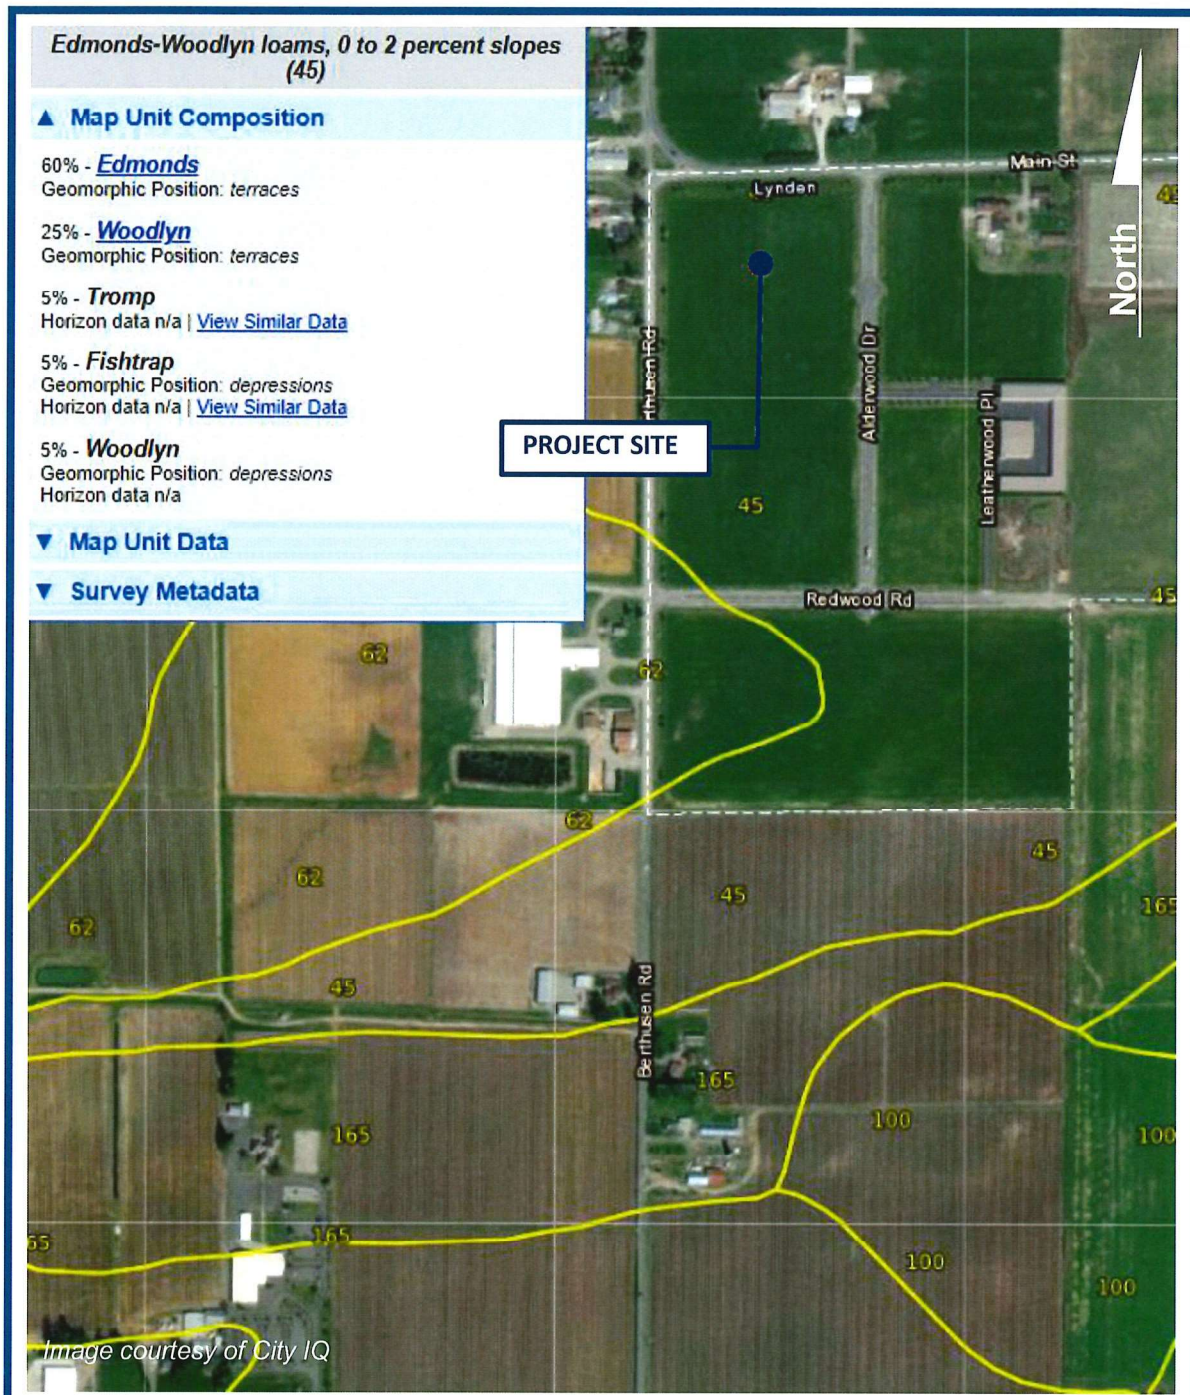 Edmonds-Woodlyn loams, 0 to 2 percent slopes
(45)
▲ Map Unit Composition
60% - Edmonds
Geomorphic Position: terraces
25% - Woodlyn
Geomorphic Position: terraces
5% - Tromp
Horizon data n/a | View Similar Data
5% - Fishtrap
Geomorphic Position: depressions
Horizon data n/a | View Similar Data
5% - Woodlyn
Geomorphic Position: depressions
Horizon data n/a
▼ Map Unit Data
▼ Survey Metadata
Main St
Lynden
North
Alderwood Dr
Leatherwood Pl
PROJECT SITE
45
Redwood Rd
45
62
62
62
45
62
45
165
62
45
Berthusen Rd
165
100
165
100
165
100
100
Image courtesy of City IQ